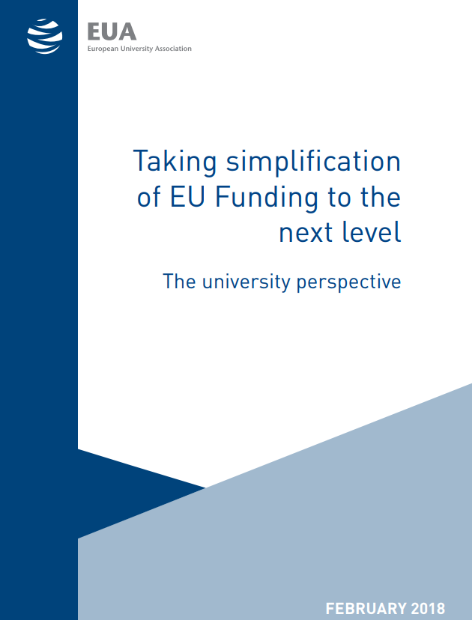 EUA
European University Association
Taking simplification
of EU Funding to the
next level
The university perspective
FEBRUARY 2018